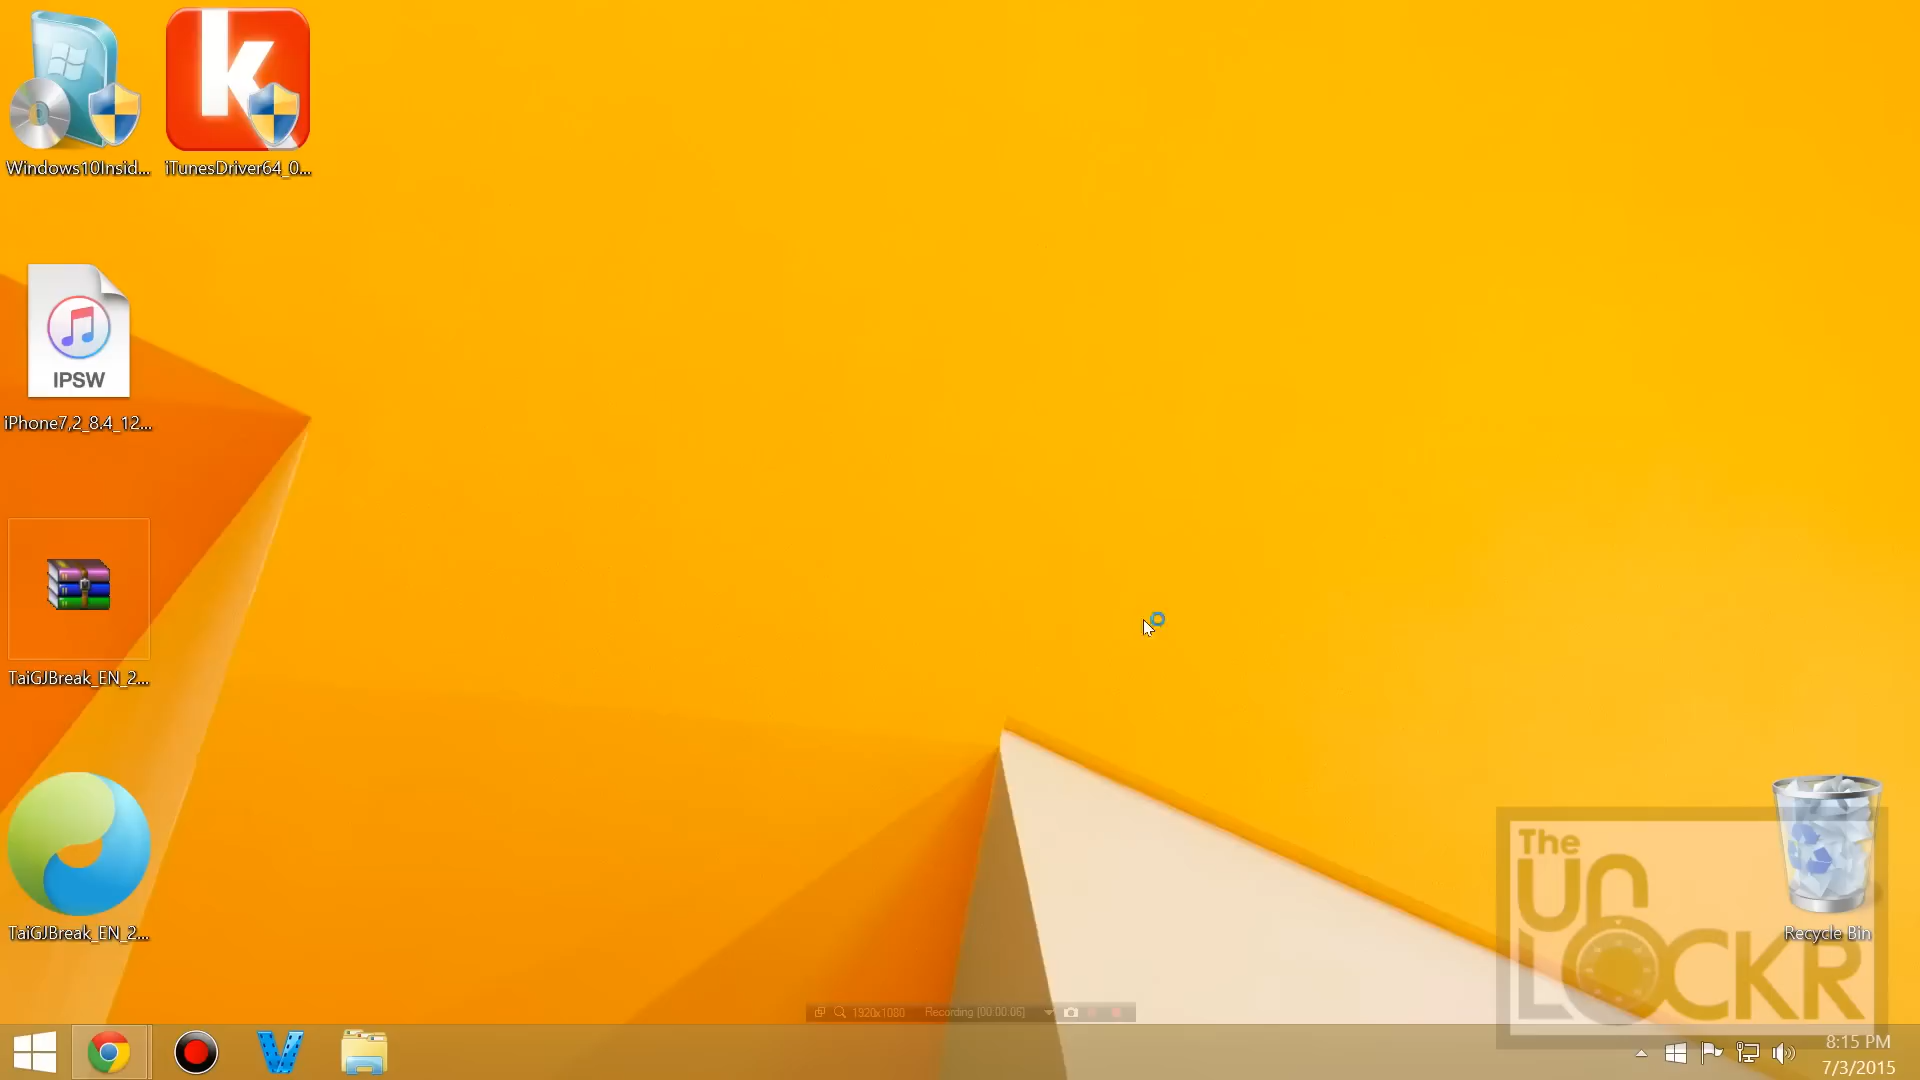 Windows10Insid...
k
iTunesDriver64_0...
IPSW
iPhone7,2_8.4_12...
TaiGJBreak_EN_2...
TaiGJBreak_EN_2...
The
UN
LOCKR
Recycle Bin
1920x1080 Recording [00:00:06]
8:15 PM
7/3/2015